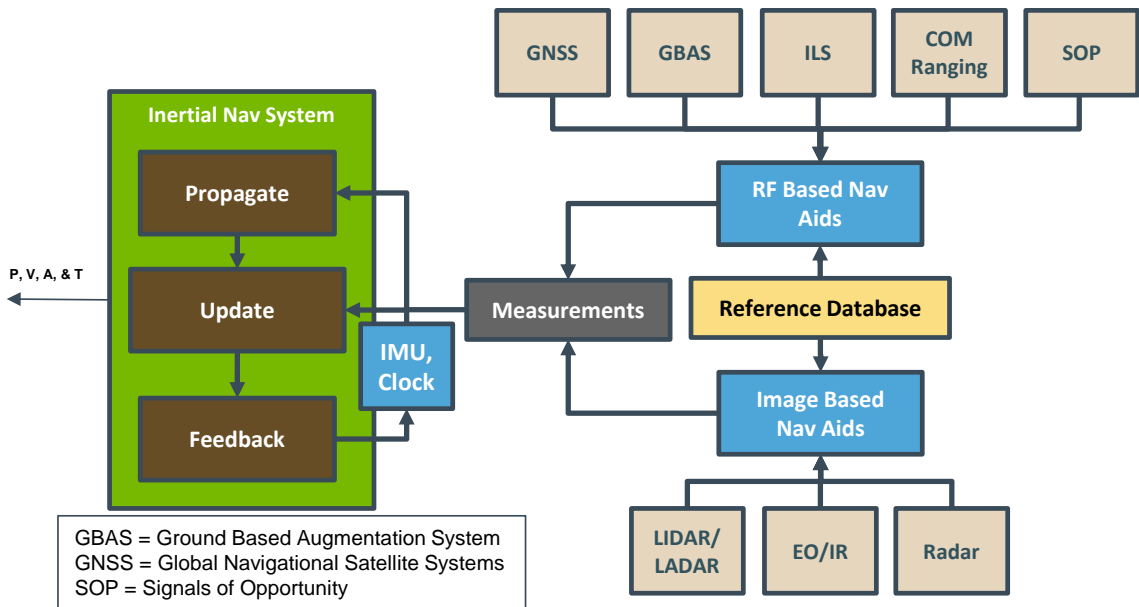 GNSS
GBAS
ILS
COM
Ranging
SOP
Inertial Nav System
Propagate
RF Based Nav
Aids
P, V, A, & T
Update
Measurements
Reference Database
IMU,
Clock
Image Based
Nav Aids
Feedback
LIDAR/
LADAR
EO/IR
Radar
GBAS = Ground Based Augmentation System
GNSS = Global Navigational Satellite Systems
SOP = Signals of Opportunity